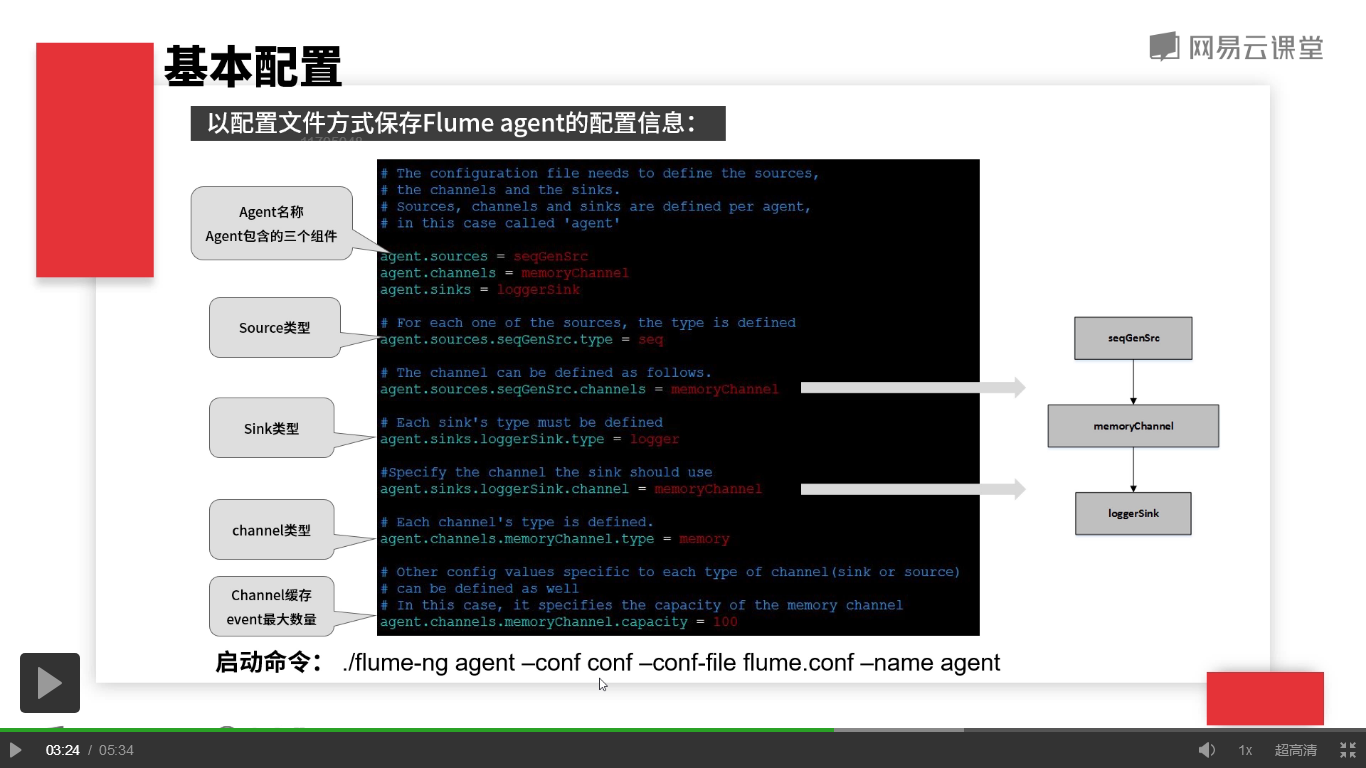 基本配置
网易云课堂
以配置文件方式保存Flume agent的配置信息：
Agent名称
Agent包含的三个组件
Source类型
Sink类型
channel类型
Channel缓存
event最大数量
# The configuration file needs to define the sources,
# the channels and the sinks.
# Sources, channels and sinks are defined per agent,
# in this case called 'agent'
agent.sources = seqGenSrc
agent.channels = memoryChannel
agent.sinks = loggerSink
# For each one of the sources, the type is defined
agent.sources.seqGenSrc.type = seq
# The channel can be defined as follows.
agent.sources.seqGenSrc.channels = memoryChannel
# Each sink's type must be defined
agent.sinks.loggerSink.type = logger
#Specify the channel the sink should use
agent.sinks.loggerSink.channel = memoryChannel
# Each channel's type is defined.
agent.channels.memoryChannel.type = memory
# Other config values specific to each type of channel(sink or source)
# can be defined as well
# In this case, it specifies the capacity of the memory channel
agent.channels.memoryChannel.capacity = 100
seqGenSrc
memoryChannel
loggerSink
启动命令： ./flume-ng agent –conf conf –conf-file flume.conf –name agent
03:24 / 05:34
1x
超高清